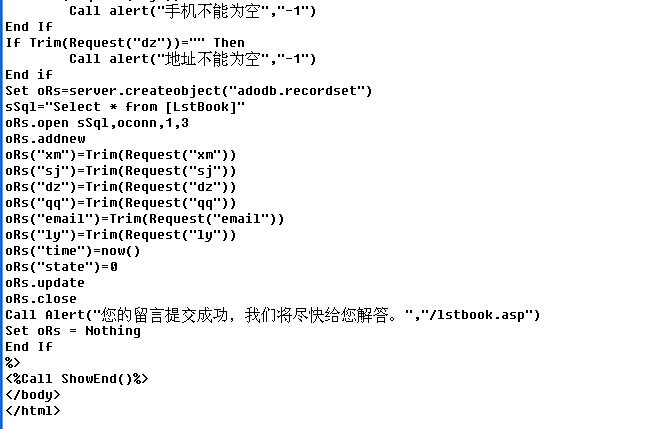 Call alert("手机不能为空","-1")
End If
If Trim(Request("dz"))="" Then
Call alert("地址不能为空","-1")
End if
Set oRs=server.createobject("adodb.recordset")
sSql="Select * from [LstBook]"
oRs.open sSql,oconn,1,3
oRs.addnew
oRs("xm")=Trim(Request("xm"))
oRs("sj")=Trim(Request("sj"))
oRs("dz")=Trim(Request("dz"))
oRs("qq")=Trim(Request("qq"))
oRs("email")=Trim(Request("email"))
oRs("ly")=Trim(Request("ly"))
oRs("time")=now()
oRs("state")=0
oRs.update
oRs.close
Call Alert("您的留言提交成功，我们将尽快给您解答。","/lstbook.asp")
Set oRs = Nothing
End If
%>
<%Call ShowEnd()%>
</body>
</html>